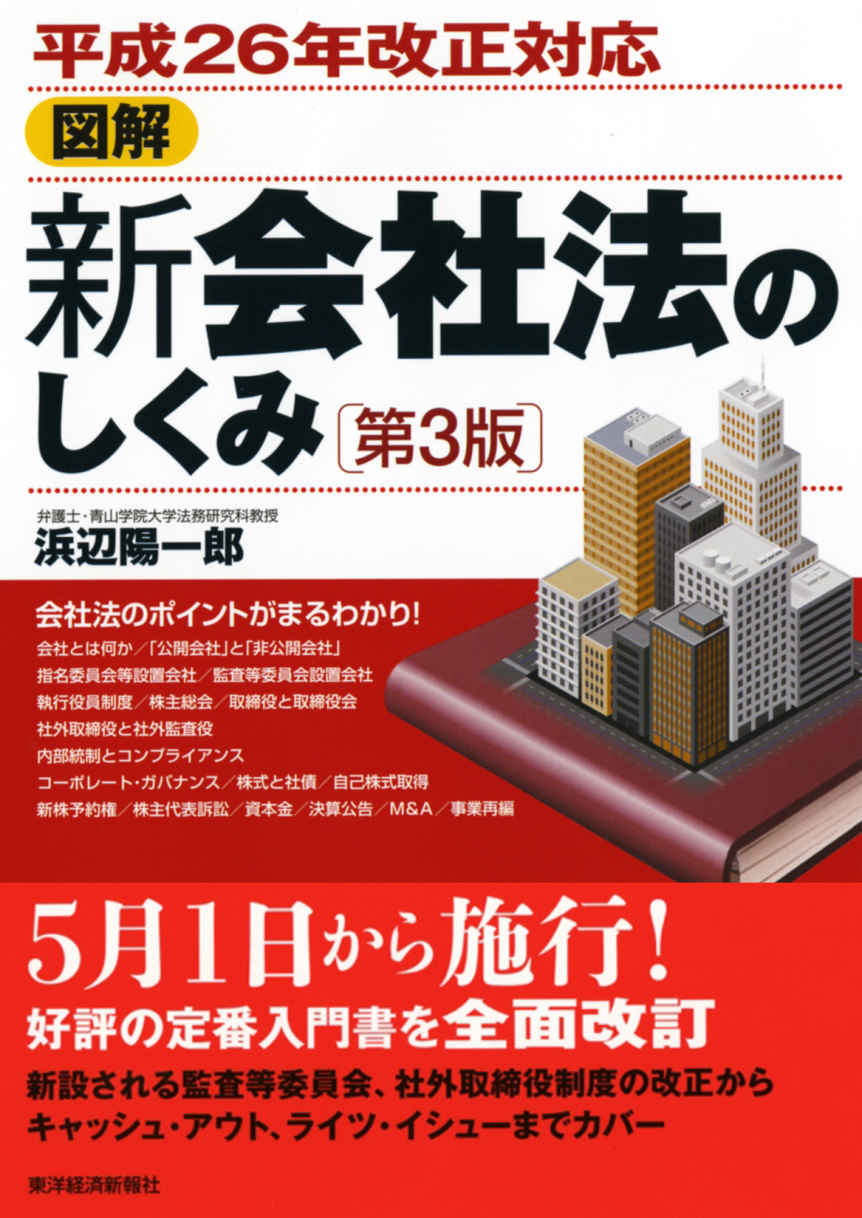 平成26年改正対応
図解
新会社法の
しくみ〔第3版〕
弁護士・青山学院大学法務研究科教授
浜辺陽一郎
会社法のポイントがまるわかり!
会社とは何か/「公開会社」と「非公開会社」
指名委員会等設置会社/監査等委員会設置会社
執行役員制度/株主総会/取締役と取締役会
社外取締役と社外監査役
内部統制とコンプライアンス
コーポレート・ガバナンス/株式と社債/自己株式取得
新株予約権/株主代表訴訟/資本金/決算公告/M&A/事業再編
5月1日から施行!
好評の定番入門書を全面改訂
新設される監査等委員会、社外取締役制度の改正から
キャッシュ・アウト、ライツ・イシューまでカバー
東洋経済新報社